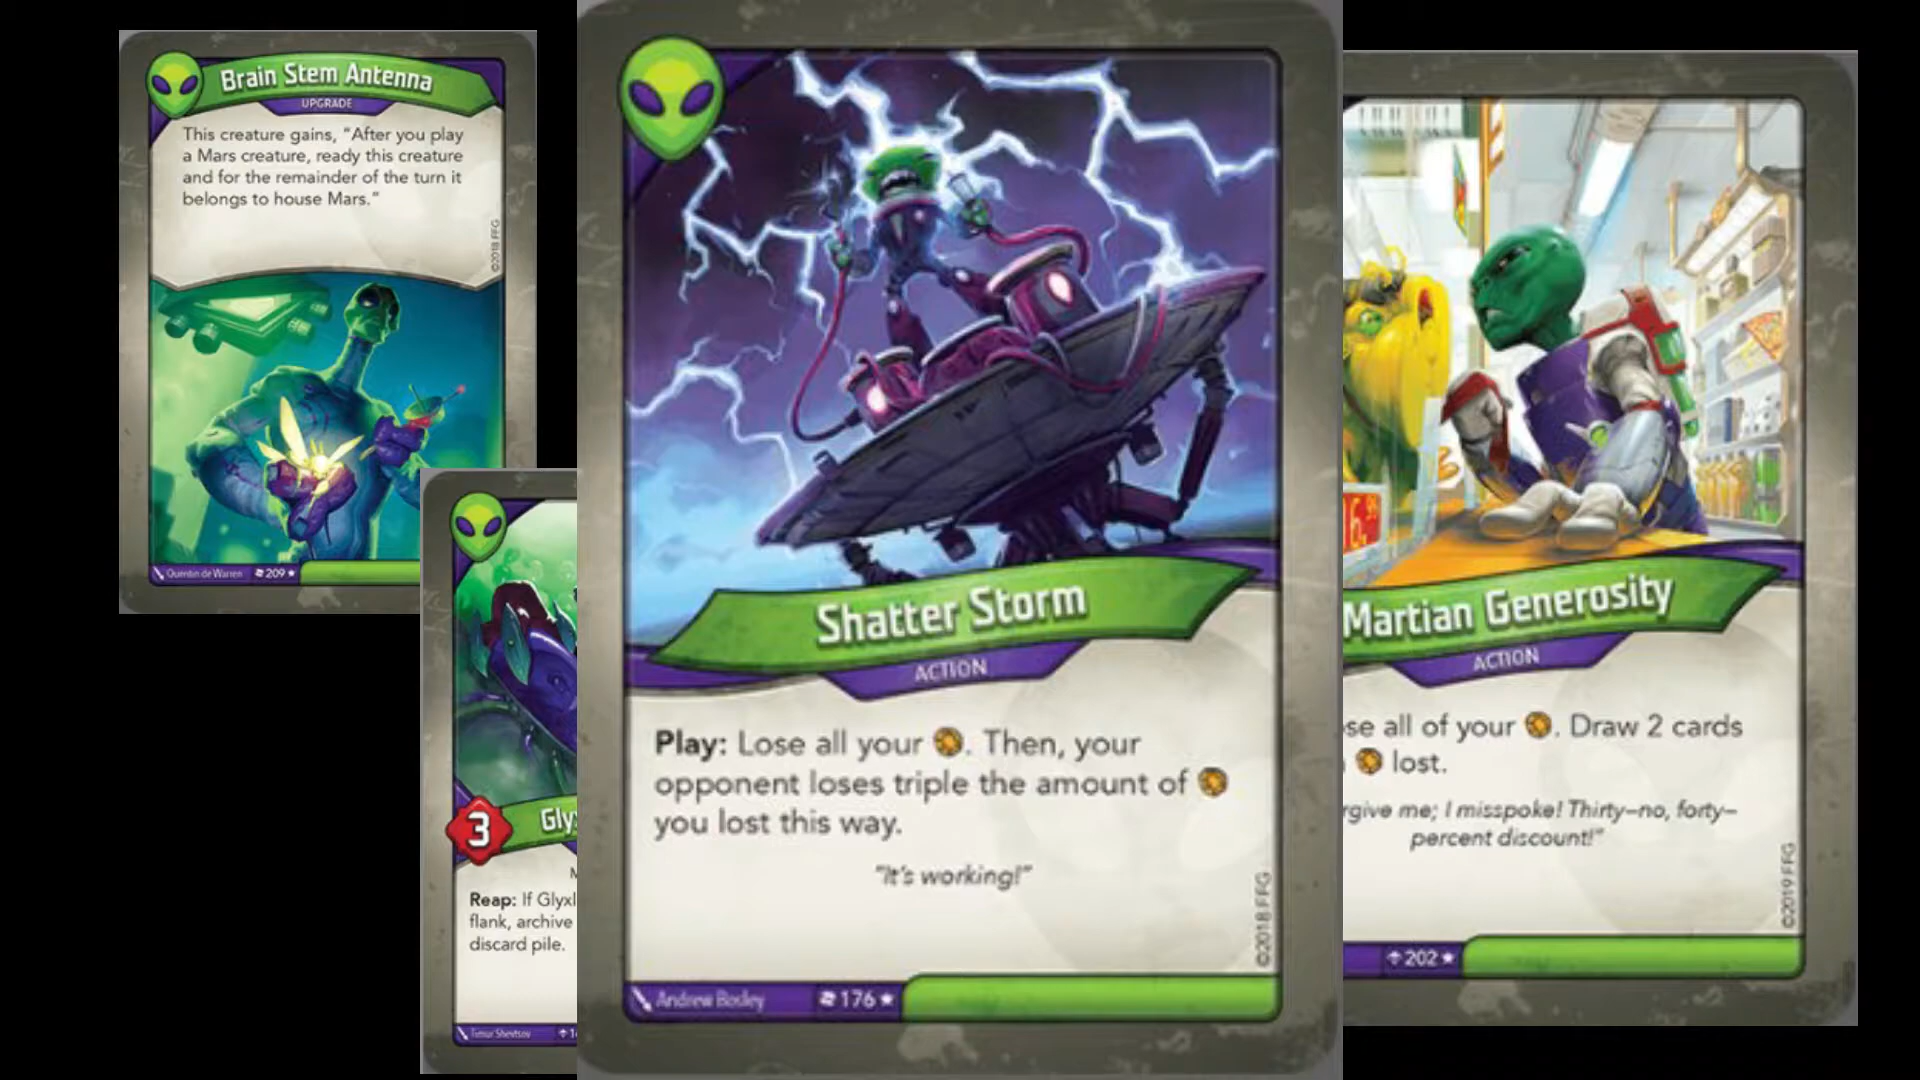 Brain Stem Antenna
UPGRADE
This creature gains, “After you play
a Mars creature, ready this creature
and for the remainder of the turn it
belongs to house Mars.”
©2018 FFG
Quentin de Warren 209
3
Gly
M
Reap: If Glyxl
flank, archive
discard pile.
Timur Shevtsov
Shatter Storm
ACTION
Play: Lose all your . Then, your
opponent loses triple the amount of
you lost this way.
“It’s working!”
©2018 FFG
Andrew Bosley 176
16
Martian Generosity
ACTION
se all of your . Draw 2 cards
lost.
rgive me; I misspoke! Thirty–no, forty–
percent discount!”
©2019 FFG
202